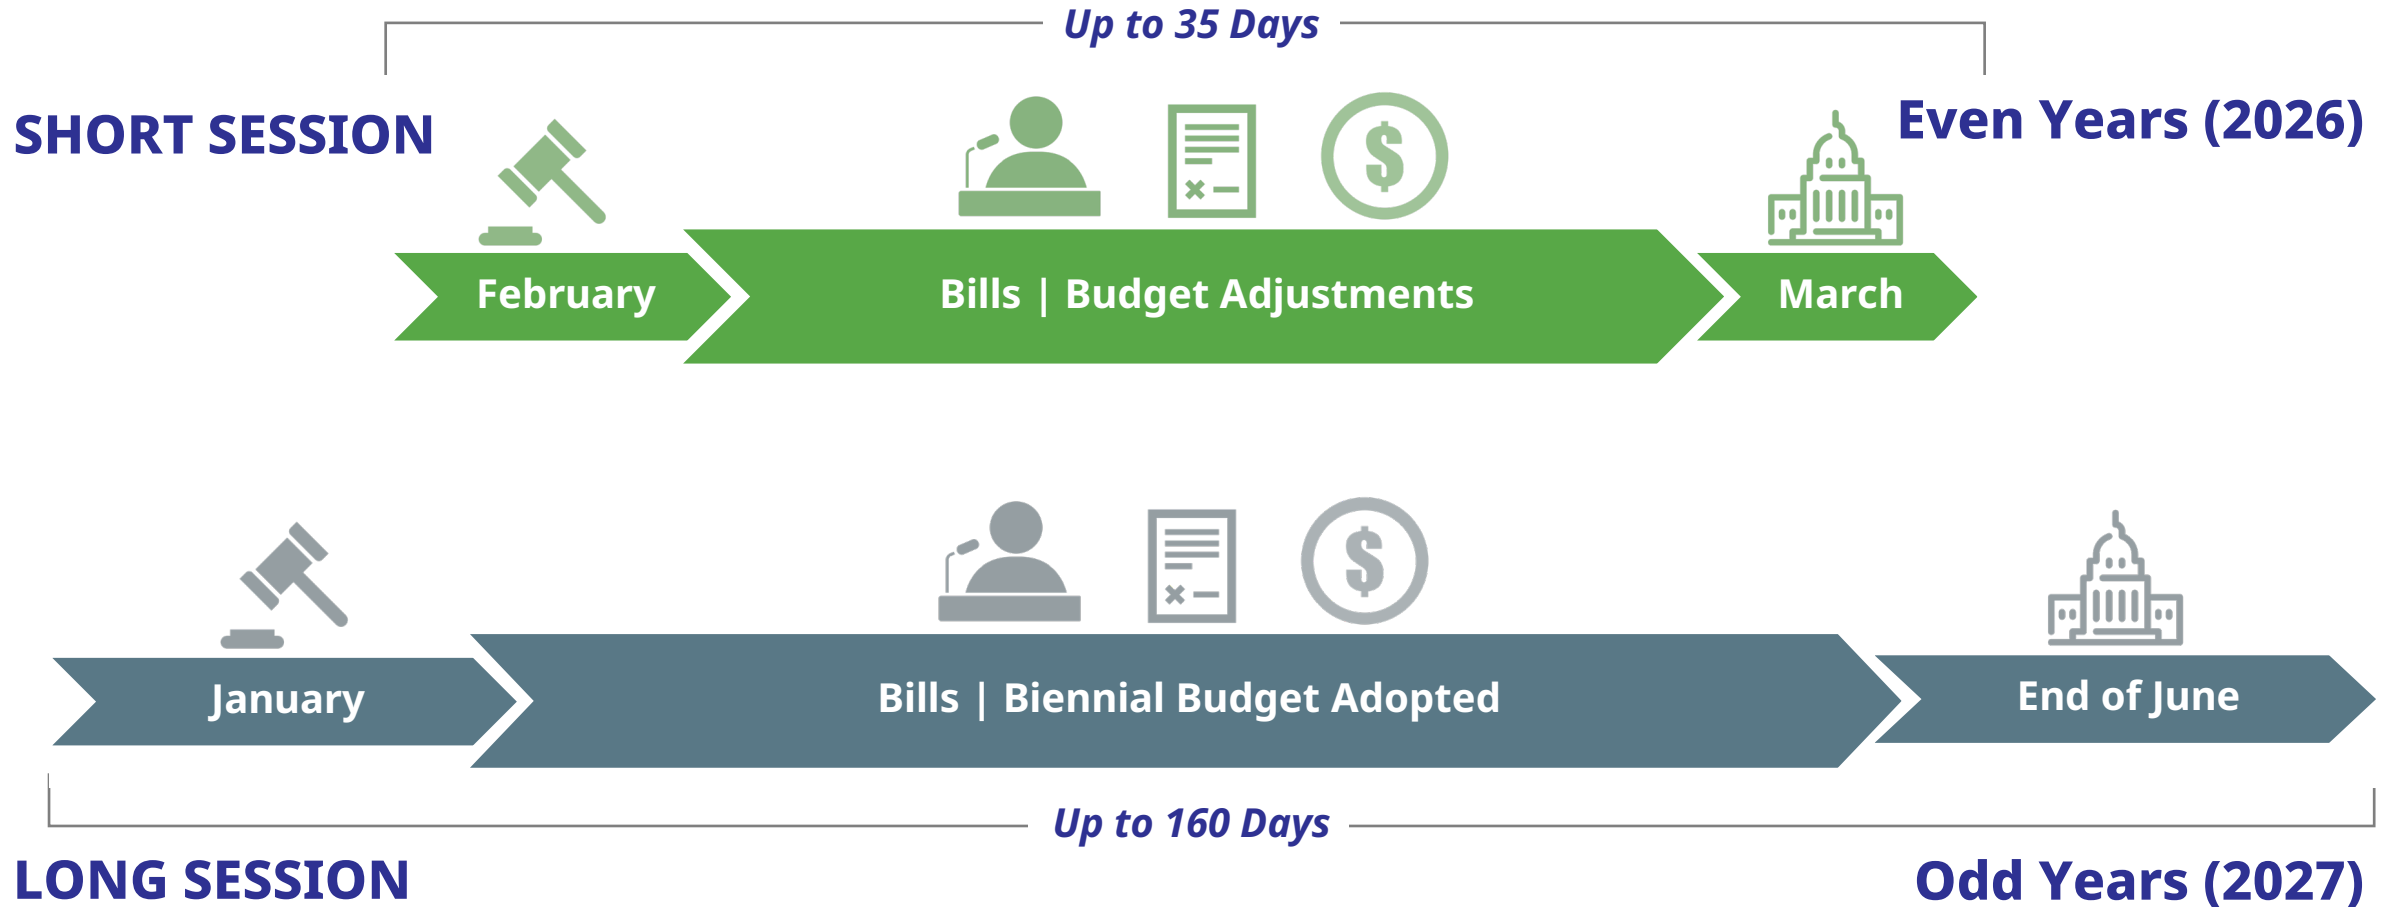 Up to 35 Days
SHORT SESSION
Even Years (2026)
$
February
Bills | Budget Adjustments
March
$
January
Bills | Biennial Budget Adopted
End of June
Up to 160 Days
LONG SESSION
Odd Years (2027)